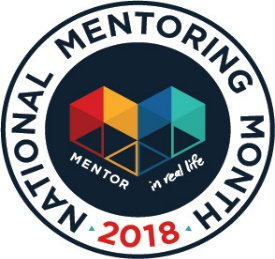 NATIONAL MENTORING MONTH
MENTOR
in real life
2018